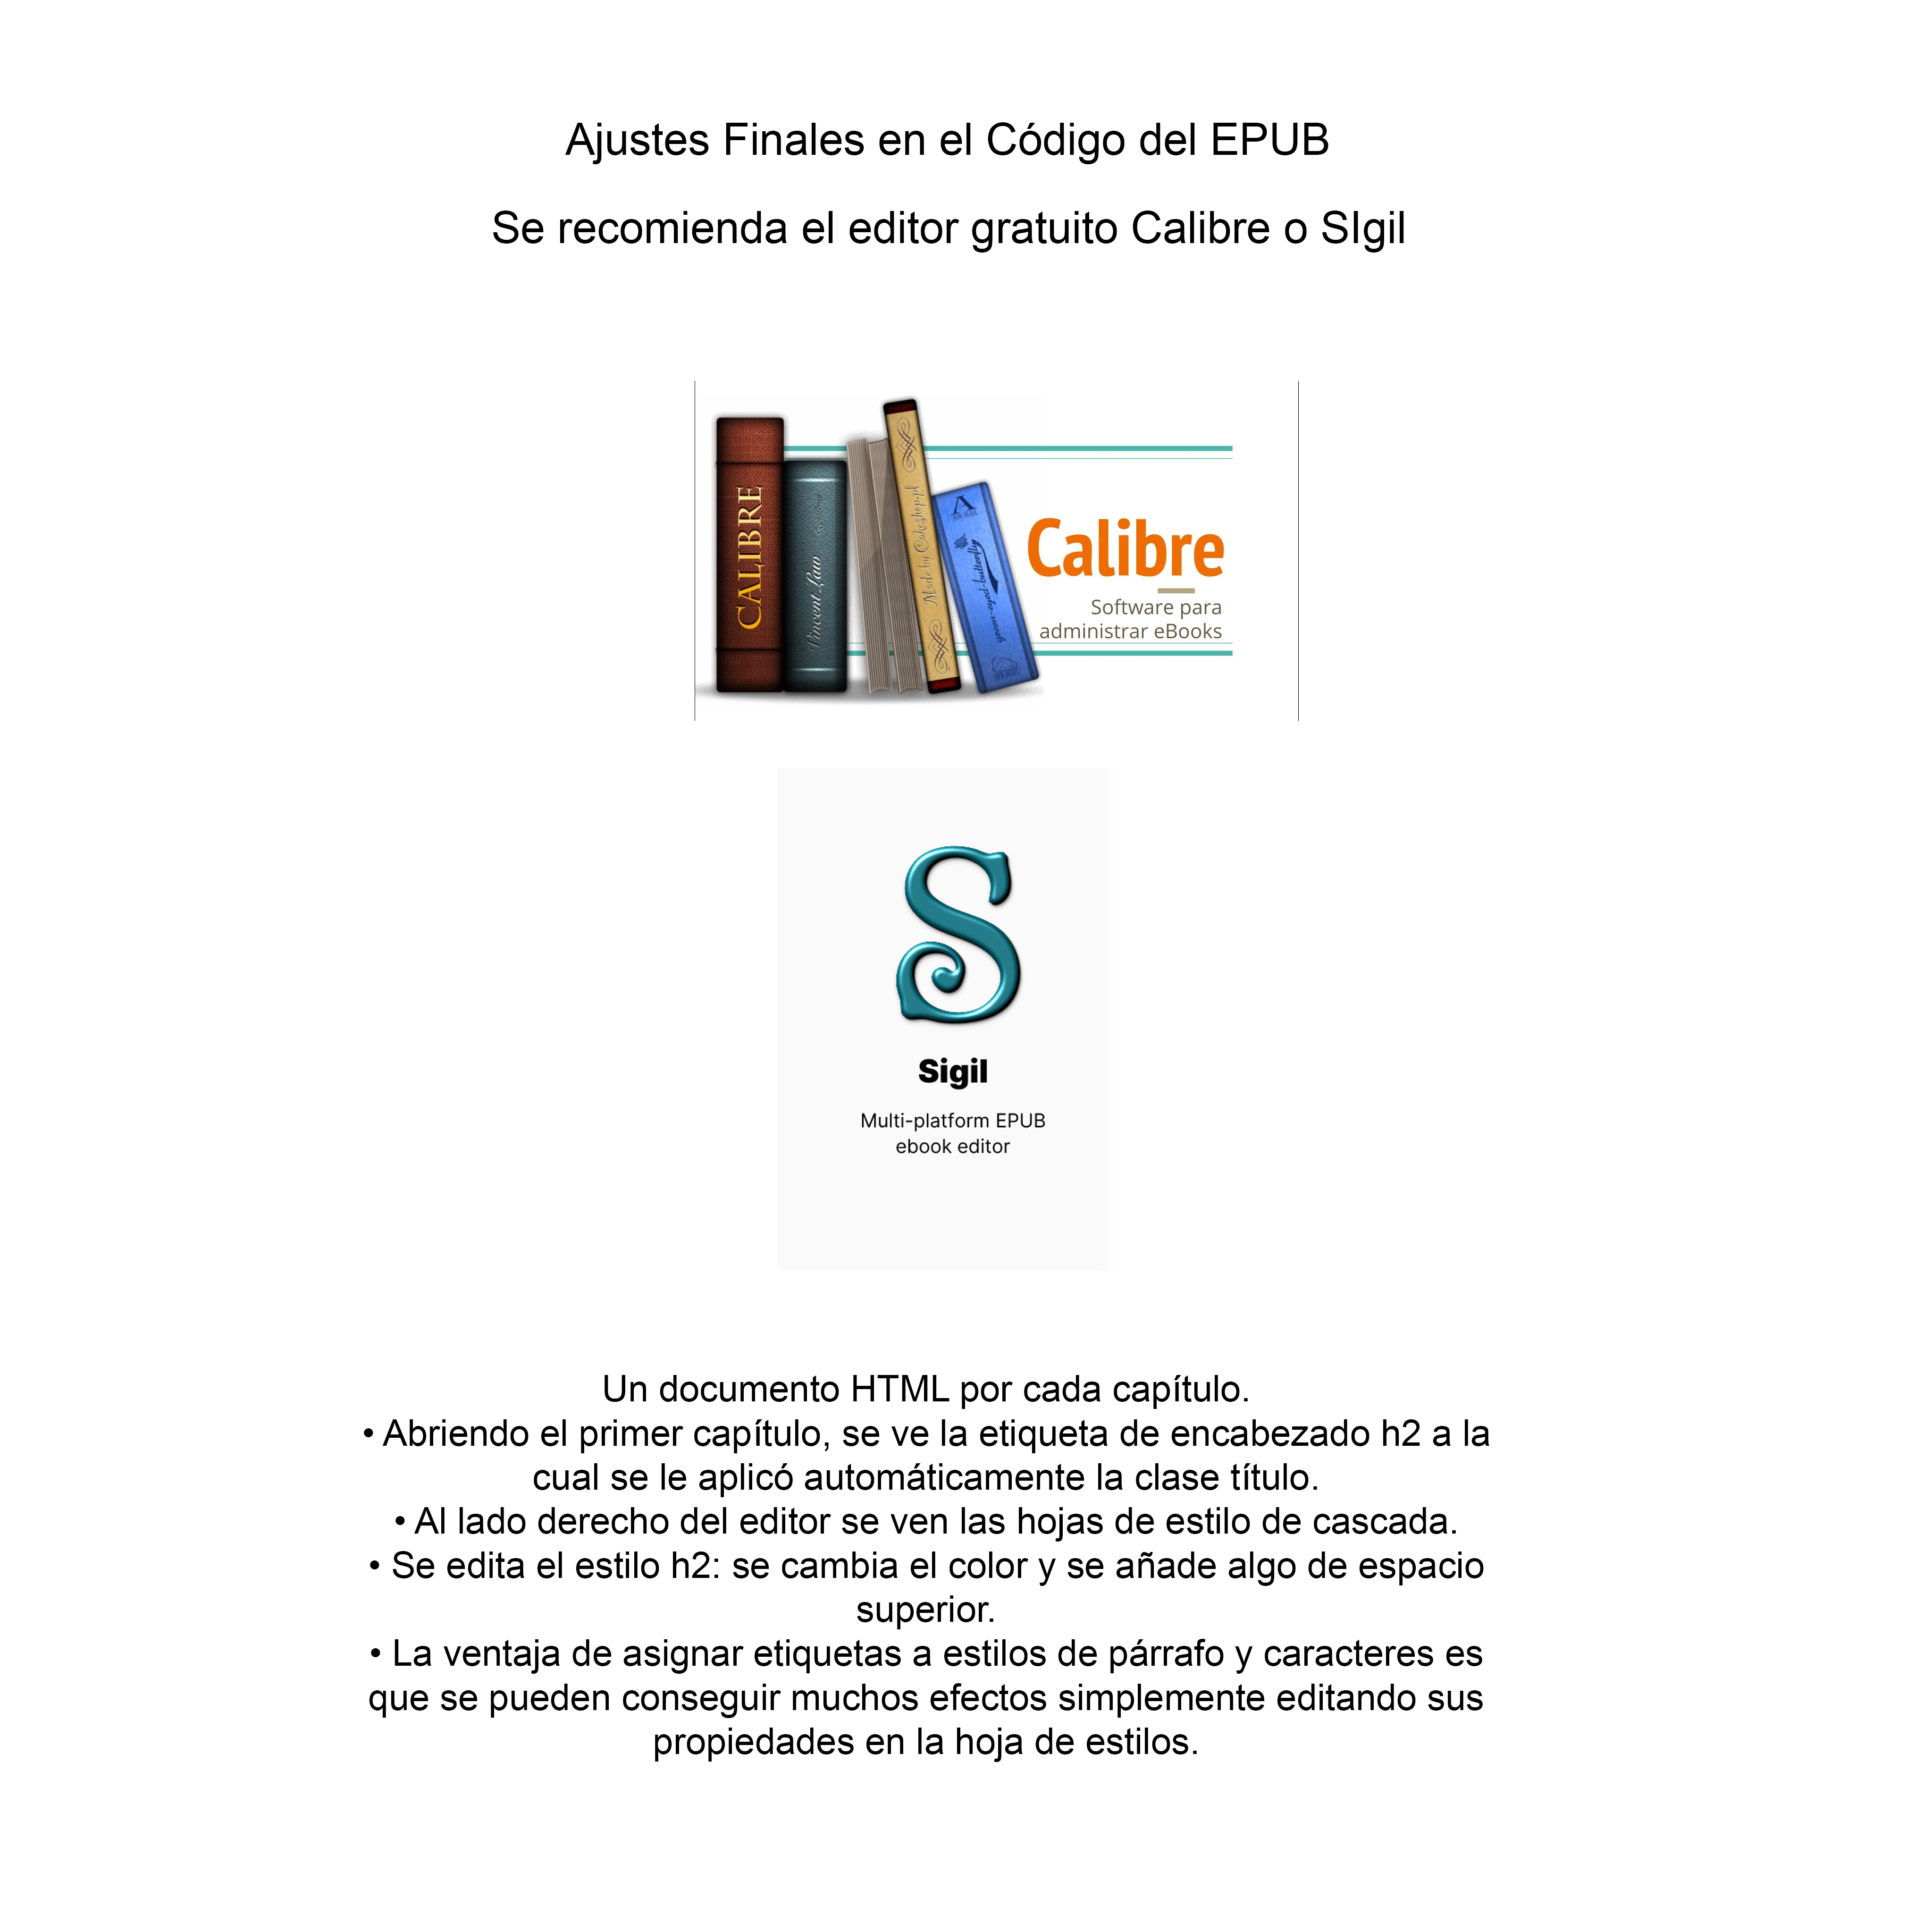 Ajustes Finales en el Código del EPUB
Se recomienda el editor gratuito Calibre o SIgil
CALIBRE
Vincent Law
Made by Cakeshop.pl
green-eyed-butterfly
Calibre
Software para
administrar eBooks
Sigil
Multi-platform EPUB
ebook editor
Un documento HTML por cada capítulo.
• Abriendo el primer capítulo, se ve la etiqueta de encabezado h2 a la
cual se le aplicó automáticamente la clase título.
• Al lado derecho del editor se ven las hojas de estilo de cascada.
• Se edita el estilo h2: se cambia el color y se añade algo de espacio
superior.
• La ventaja de asignar etiquetas a estilos de párrafo y caracteres es
que se pueden conseguir muchos efectos simplemente editando sus
propiedades en la hoja de estilos.